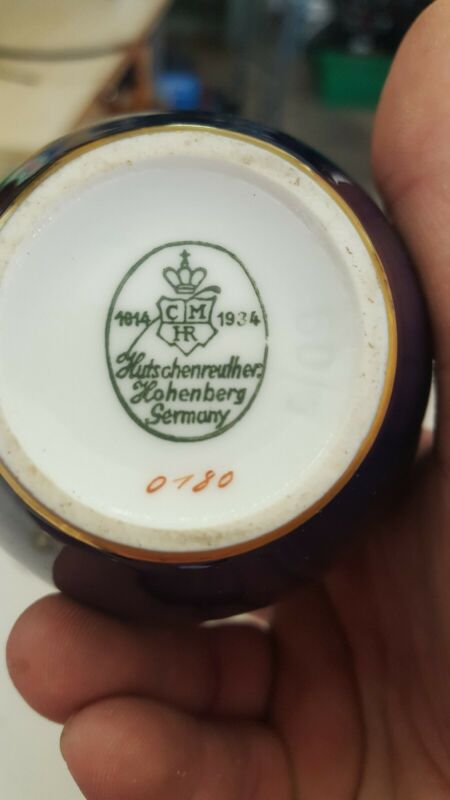 C M
HR
1814 1934
Hutschenreuther
Hohenberg
Germany
0180